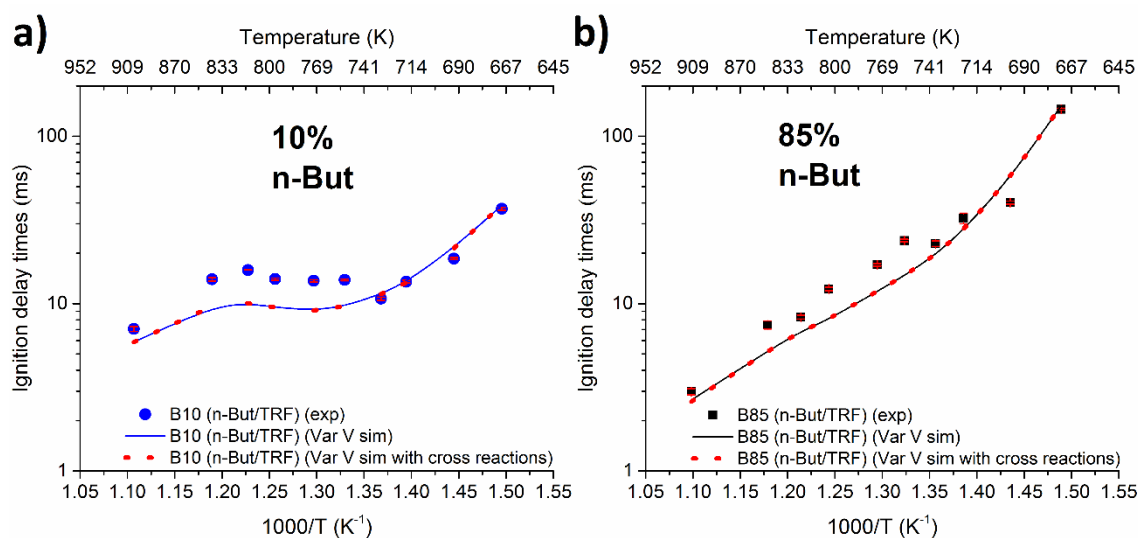 a)
Temperature (K)
952 909 870 833 800 769 741 714 690 667 645
10%
n-But
100
10
1
Ignition delay times (ms)
B10 (n-But/TRF) (exp)
B10 (n-But/TRF) (Var V sim)
B10 (n-But/TRF) (Var V sim with cross reactions)
1.05 1.10 1.15 1.20 1.25 1.30 1.35 1.40 1.45 1.50 1.55
1000/T (K⁻¹)
b)
Temperature (K)
952 909 870 833 800 769 741 714 690 667 645
85%
n-But
100
10
1
Ignition delay times (ms)
B85 (n-But/TRF) (exp)
B85 (n-But/TRF) (Var V sim)
B85 (n-But/TRF) (Var V sim with cross reactions)
1.05 1.10 1.15 1.20 1.25 1.30 1.35 1.40 1.45 1.50 1.55
1000/T (K⁻¹)